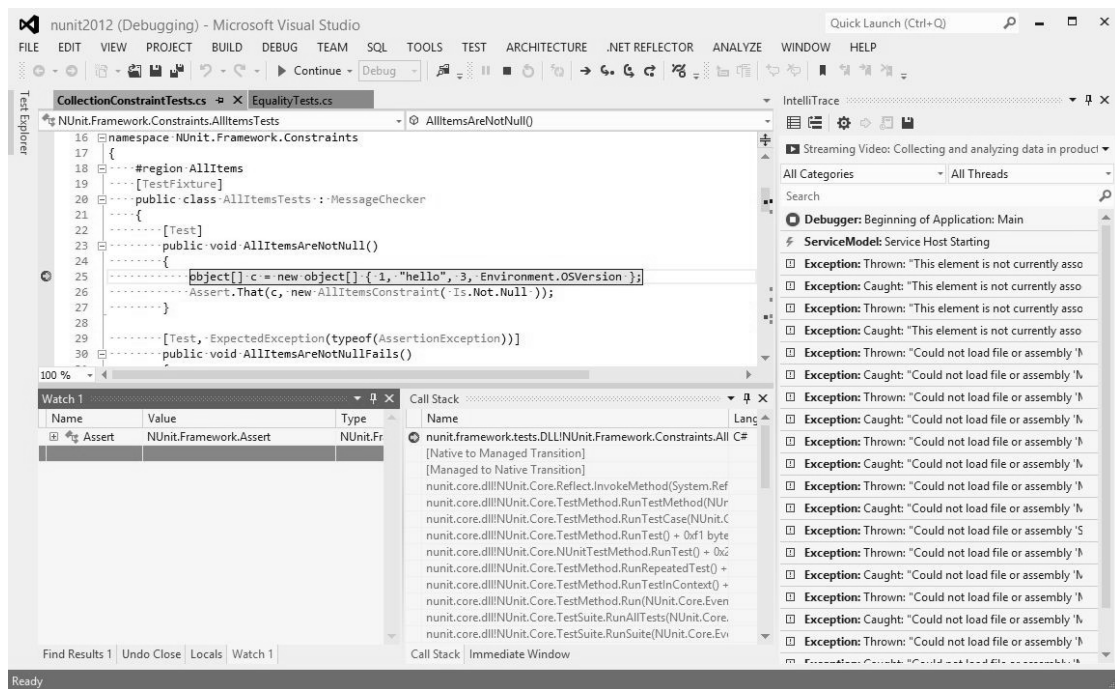 nunit2012 (Debugging) - Microsoft Visual Studio
Quick Launch (Ctrl+Q)
FILE EDIT VIEW PROJECT BUILD DEBUG TEAM SQL TOOLS TEST ARCHITECTURE .NET REFLECTOR ANALYZE WINDOW HELP
Continue Debug
Test Explorer
CollectionConstraintTests.cs EqualityTests.cs
NUnit.Framework.Constraints.AllItemsTests AllItemsAreNotNull()
16 namespace NUnit.Framework.Constraints
17 {
18 #region AllItems
19 [TestFixture]
20 public class AllItemsTests : MessageChecker
21 {
22 [Test]
23 public void AllItemsAreNotNull()
24 {
25 object[] c = new object[] { 1, "hello", 3, Environment.OSVersion };
26 Assert.That(c, new AllItemsConstraint( Is.Not.Null ));
27 }
28
29 [Test, ExpectedException(typeof(AssertionException))]
30 public void AllItemsAreNotNullFails()
100 %
Watch 1
Name Value Type
Assert NUnit.Framework.Assert NUnit.Fr
Find Results 1 Undo Close Locals Watch 1
Call Stack
Name Lang
nunit.framework.tests.DLL!NUnit.Framework.Constraints.All C#
[Native to Managed Transition]
[Managed to Native Transition]
nunit.core.dll!NUnit.Core.Reflect.InvokeMethod(System.Ref
nunit.core.dll!NUnit.Core.TestMethod.RunTestMethod(NUn
nunit.core.dll!NUnit.Core.TestMethod.RunTestCase(NUnit.C
nunit.core.dll!NUnit.Core.TestMethod.RunTest() + 0xf1 byte
nunit.core.dll!NUnit.Core.NUnitTestMethod.RunTest() + 0x2
nunit.core.dll!NUnit.Core.TestMethod.RunRepeatedTest() +
nunit.core.dll!NUnit.Core.TestMethod.RunTestInContext() +
nunit.core.dll!NUnit.Core.TestMethod.Run(NUnit.Core.Even
nunit.core.dll!NUnit.Core.TestSuite.RunAllTests(NUnit.Core.
nunit.core.dll!NUnit.Core.TestSuite.RunSuite(NUnit.Core.Ev
Call Stack Immediate Window
IntelliTrace
Streaming Video: Collecting and analyzing data in product
All Categories All Threads
Search
Debugger: Beginning of Application: Main
ServiceModel: Service Host Starting
Exception: Thrown: "This element is not currently asso
Exception: Caught: "This element is not currently asso
Exception: Thrown: "This element is not currently asso
Exception: Caught: "This element is not currently asso
Exception: Thrown: "Could not load file or assembly 'N
Exception: Caught: "Could not load file or assembly 'N
Exception: Thrown: "Could not load file or assembly 'N
Exception: Caught: "Could not load file or assembly 'N
Exception: Thrown: "Could not load file or assembly 'N
Exception: Caught: "Could not load file or assembly 'N
Exception: Thrown: "Could not load file or assembly 'N
Exception: Caught: "Could not load file or assembly 'N
Exception: Thrown: "Could not load file or assembly 'S
Exception: Thrown: "Could not load file or assembly 'N
Exception: Caught: "Could not load file or assembly 'N
Exception: Thrown: "Could not load file or assembly 'N
Exception: Caught: "Could not load file or assembly 'N
Exception: Thrown: "Could not load file or assembly 'N
Ready